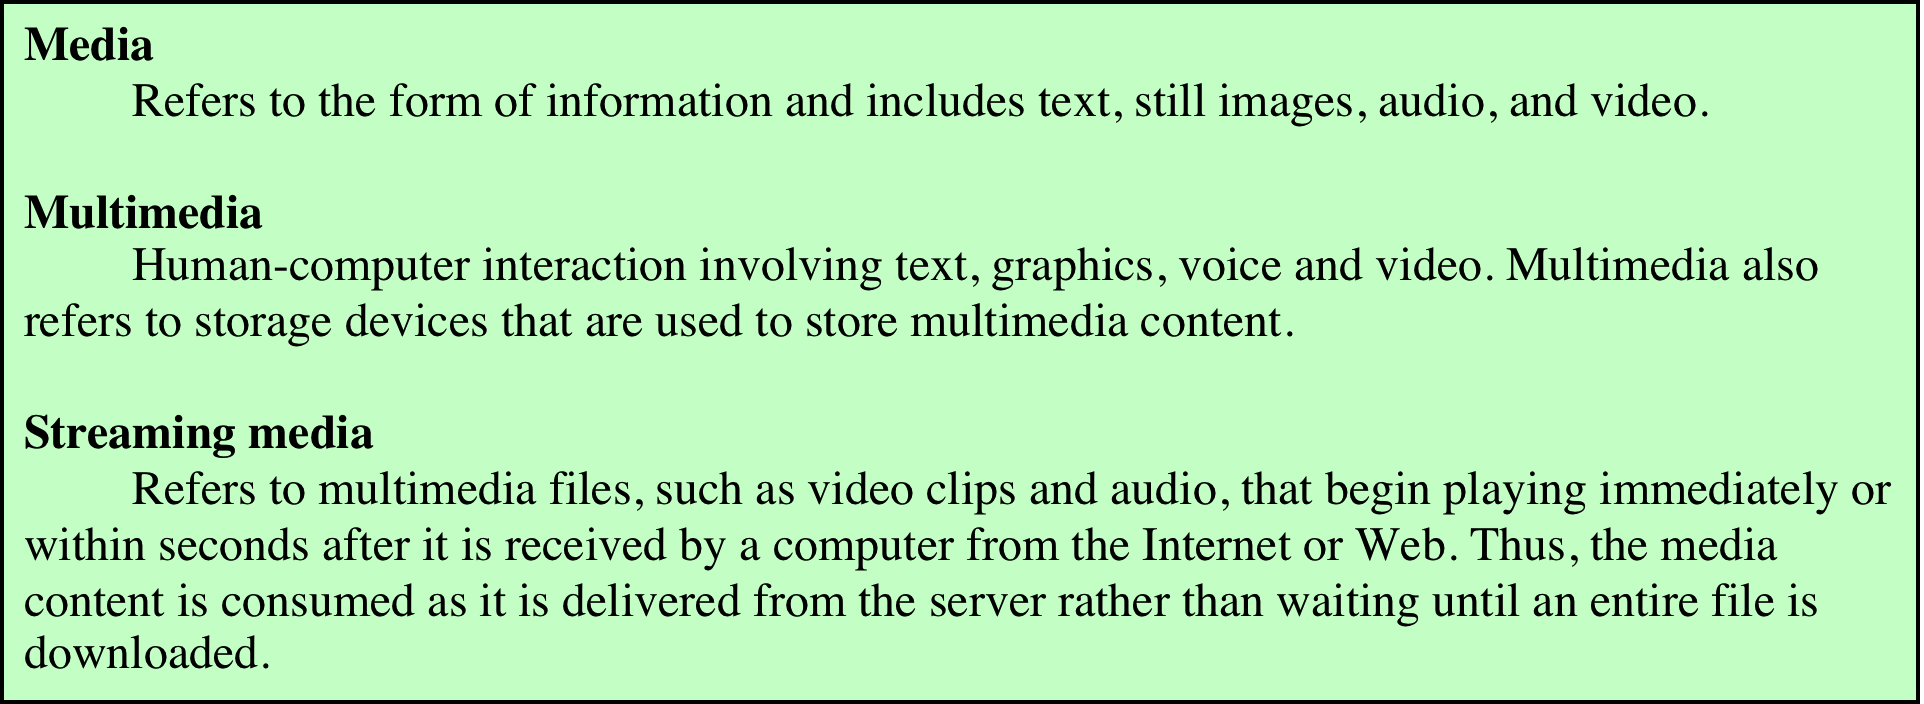 Media
Refers to the form of information and includes text, still images, audio, and video.
Multimedia
Human-computer interaction involving text, graphics, voice and video. Multimedia also
refers to storage devices that are used to store multimedia content.
Streaming media
Refers to multimedia files, such as video clips and audio, that begin playing immediately or
within seconds after it is received by a computer from the Internet or Web. Thus, the media
content is consumed as it is delivered from the server rather than waiting until an entire file is
downloaded.